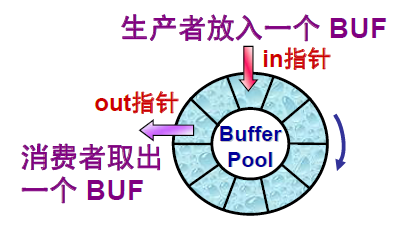 生产者放入一个 BUF
in指针
out指针
Buffer
Pool
消费者取出
一个 BUF